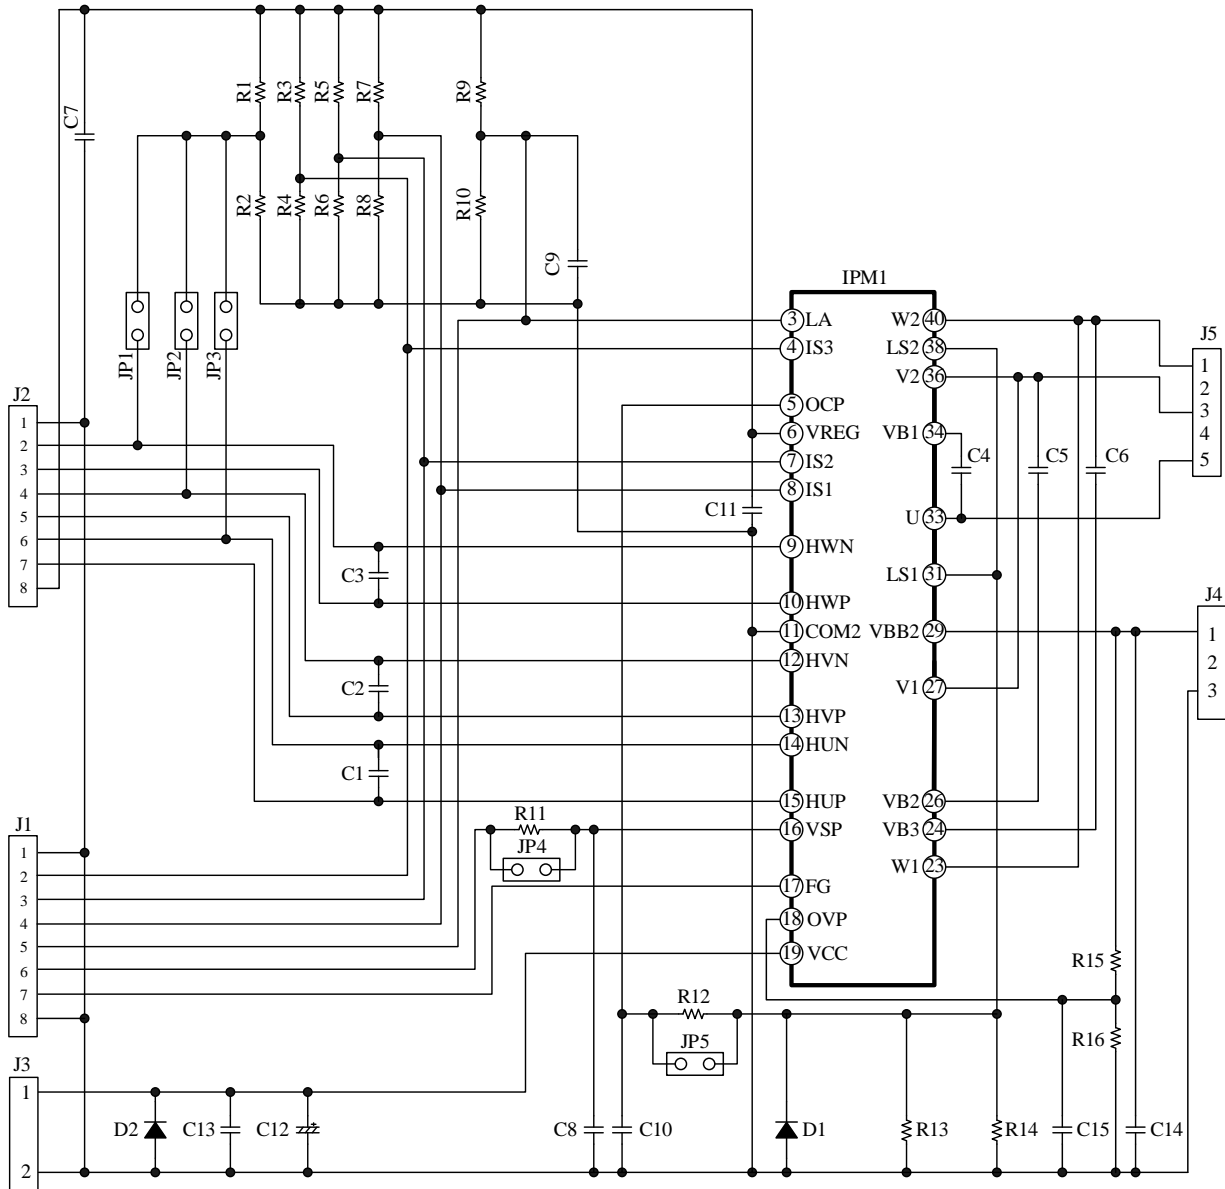 R1
R3
R5
R7
R9
C7
R2
R4
R6
R8
R10
C9
JP1
JP2
JP3
IPM1
3 LA
4 IS3
5 OCP
6 VREG
7 IS2
8 IS1
9 HWN
10 HWP
11 COM2
12 HVN
13 HVP
14 HUN
15 HUP
16 VSP
17 FG
18 OVP
19 VCC
W2 40
LS2 38
V2 36
VB1 34
U 33
LS1 31
VBB2 29
V1 27
VB2 26
VB3 24
W1 23
J5
1
2
3
4
5
C4
C5
C6
J2
1
2
3
4
5
6
7
8
C11
C3
C2
C1
J4
1
2
3
R11
JP4
J1
1
2
3
4
5
6
7
8
R12
JP5
R15
R16
J3
1
2
D2
C13
C12
+
C8
C10
D1
R13
R14
C15
C14